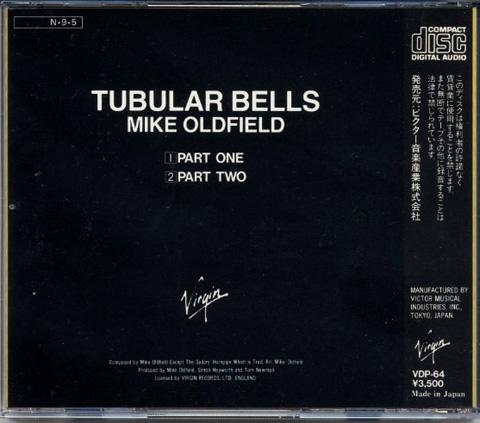 N・9・5
TUBULAR BELLS
MIKE OLDFIELD
1 PART ONE
2 PART TWO
Virgin
Composed by Mike Oldfield Except The Sailors' Hornpipe Which is Trad. Arr. Mike Oldfield
Produced by Mike Oldfield, Simon Heyworth and Tom Newman
Licensed by VIRGIN RECORDS, LTD. ENGLAND
COMPACT
disc
DIGITAL AUDIO
このディスクは権利者の許諾なく
賃貸業に使用することを禁じます。
また無断でテープその他に録音することは
法律で禁じられています。
発売元:ビクター音楽産業株式会社
MANUFACTURED BY
VICTOR MUSICAL
INDUSTRIES, INC.,
TOKYO, JAPAN.
Virgin
VDP-64
¥3,500
Made in Japan